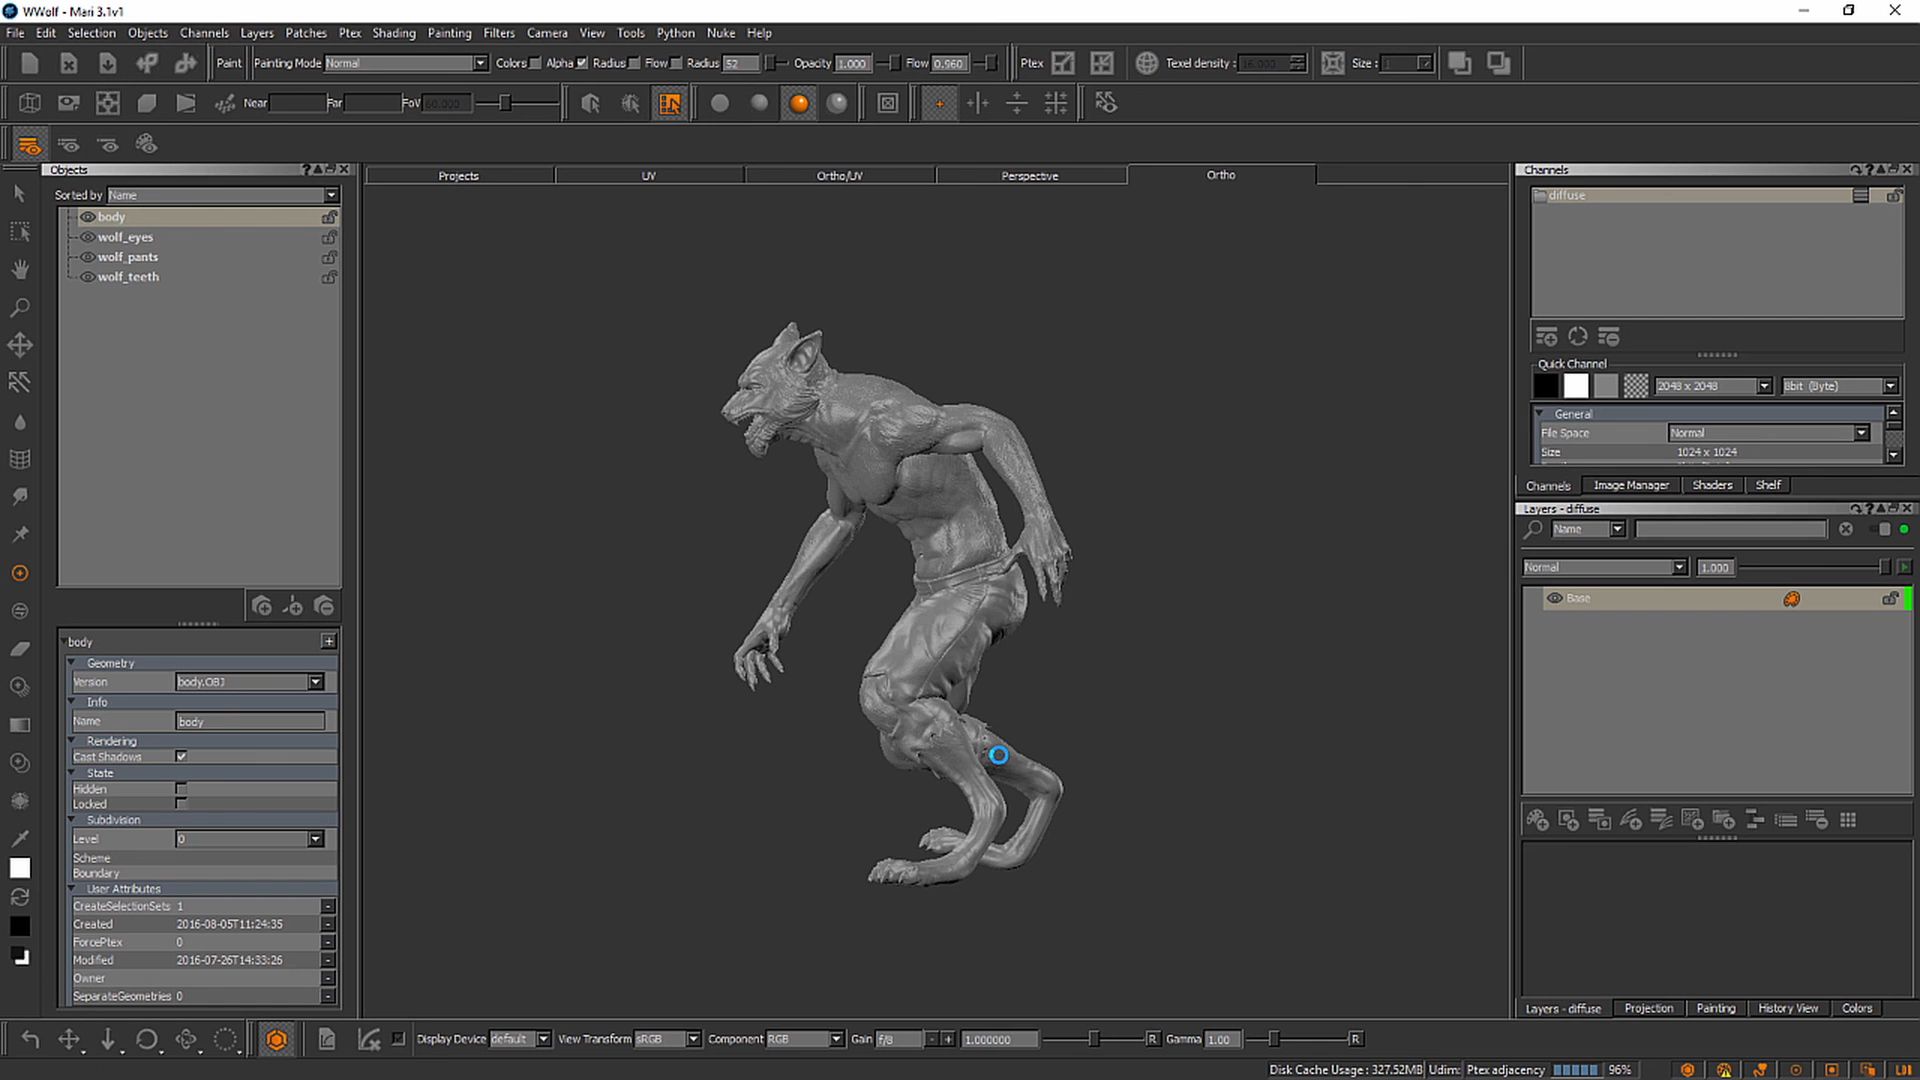 WWolf - Mari 3.1v1
File Edit Selection Objects Channels Layers Patches Ptex Shading Painting Filters Camera View Tools Python Nuke Help
Paint Painting Mode Normal Colors Alpha Radius Flow Radius 52 Opacity 1.000 Flow 0.960 Ptex Texel density : 16.000 Size : 1
Near Far FoV 60.000
Objects
Sorted by Name
body
wolf_eyes
wolf_pants
wolf_teeth
body
Geometry
Version body.OBJ
Info
Name body
Rendering
Cast Shadows
State
Hidden
Locked
Subdivision
Level 0
Scheme
Boundary
User Attributes
CreateSelectionSets 1
Created 2016-08-05T11:24:35
ForcePtex 0
Modified 2016-07-26T14:33:26
Owner
SeparateGeometries 0
Projects UV Ortho/UV Perspective Ortho
Channels
diffuse
Quick Channel
2048 x 2048 8bit (Byte)
General
File Space Normal
Size 1024 x 1024
Channels Image Manager Shaders Shelf
Layers - diffuse
Name
Normal 1.000
Base
Layers - diffuse Projection Painting History View Colors
Display Device default View Transform sRGB Component RGB Gain f/8 - + 1.000000 R Gamma 1.00 R
Disk Cache Usage : 327.52MB Udim: Ptex adjacency 96% LDI